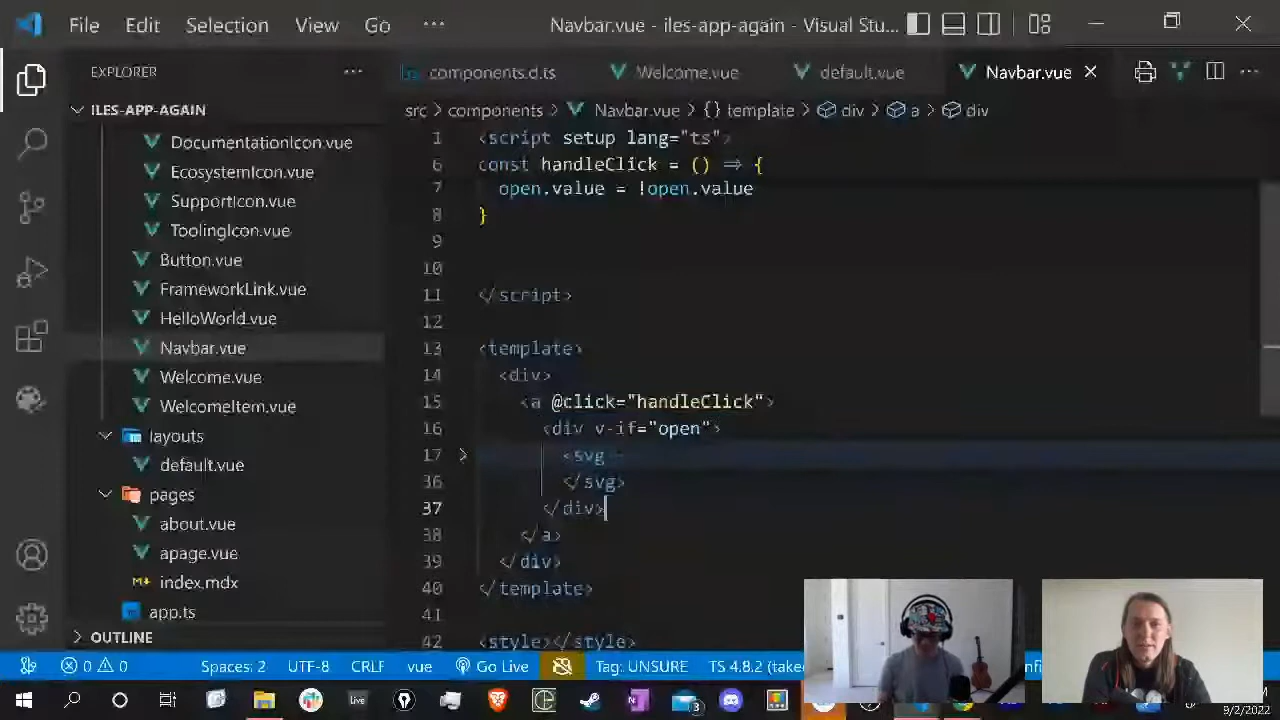 File Edit Selection View Go ··· Navbar.vue - iles-app-again - Visual Stu...
EXPLORER ··· components.d.ts Welcome.vue default.vue Navbar.vue
ILES-APP-AGAIN src > components > Navbar.vue > {} template > div > a > div
DocumentationIcon.vue
EcosystemIcon.vue
SupportIcon.vue
ToolingIcon.vue
Button.vue
FrameworkLink.vue
HelloWorld.vue
Navbar.vue
Welcome.vue
WelcomeItem.vue
layouts
default.vue
pages
about.vue
apage.vue
index.mdx
app.ts
OUTLINE
1 <script setup lang="ts">
6 const handleClick = () => {
7 open.value = !open.value
8 }
9
10
11 </script>
12
13 <template>
14 <div>
15 <a @click="handleClick">
16 <div v-if="open">
17 <svg
36 </svg>
37 </div>
38 </a>
39 </div>
40 </template>
41
42 <style></style>
0 0 Spaces: 2 UTF-8 CRLF vue Go Live Tag: UNSURE TS 4.8.2 (take
Live 3 9/2/2022